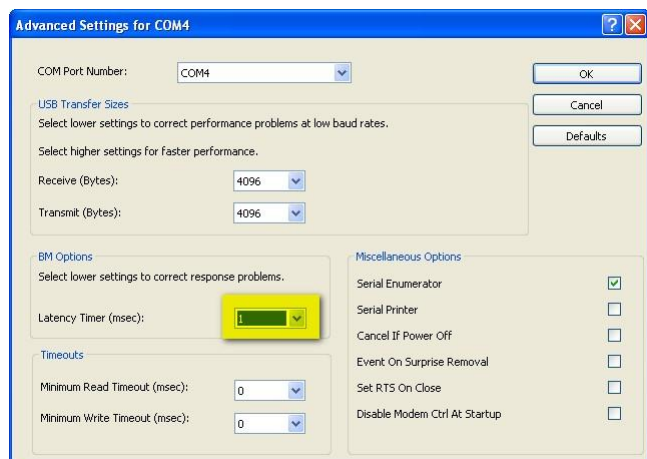 Advanced Settings for COM4
COM Port Number: COM4
OK
Cancel
Defaults
USB Transfer Sizes
Select lower settings to correct performance problems at low baud rates.
Select higher settings for faster performance.
Receive (Bytes): 4096
Transmit (Bytes): 4096
BM Options
Select lower settings to correct response problems.
Latency Timer (msec): 1
Timeouts
Minimum Read Timeout (msec): 0
Minimum Write Timeout (msec): 0
Miscellaneous Options
Serial Enumerator
Serial Printer
Cancel If Power Off
Event On Surprise Removal
Set RTS On Close
Disable Modem Ctrl At Startup